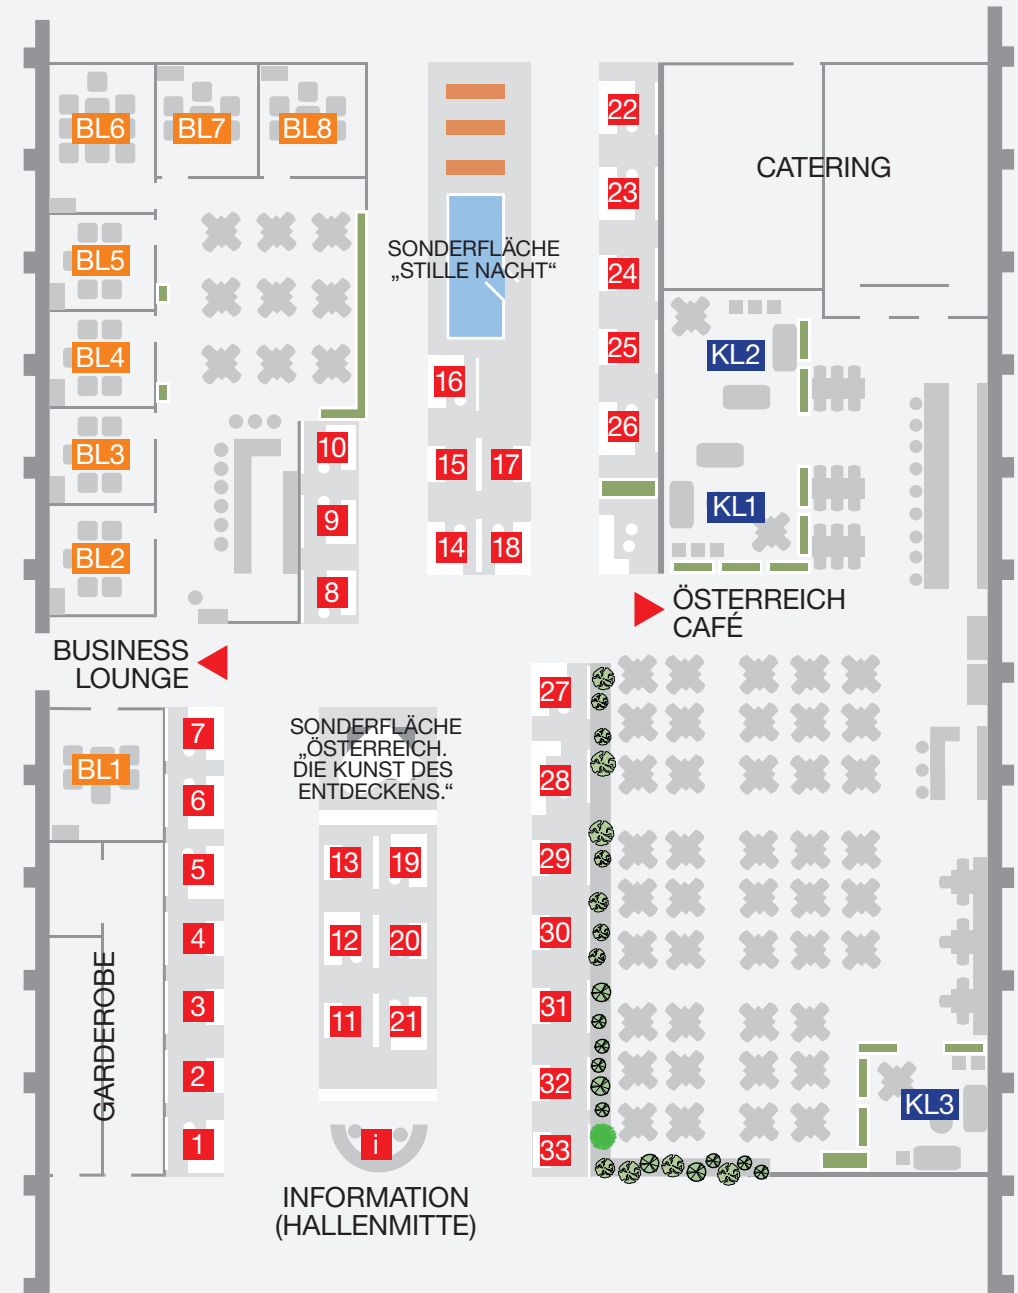 BL6
BL7
BL8
22
CATERING
23
SONDERFLÄCHE
„STILLE NACHT“
BL5
24
BL4
25
KL2
16
BL3
10
26
15
17
9
KL1
BL2
14
18
8
ÖSTERREICH
CAFÉ
BUSINESS
LOUNGE
27
7
SONDERFLÄCHE
„ÖSTERREICH.
DIE KUNST DES
ENTDECKENS.“
BL1
28
6
13
19
29
5
4
12
20
30
GARDEROBE
3
11
21
31
2
32
KL3
1
i
33
INFORMATION
(HALLENMITTE)